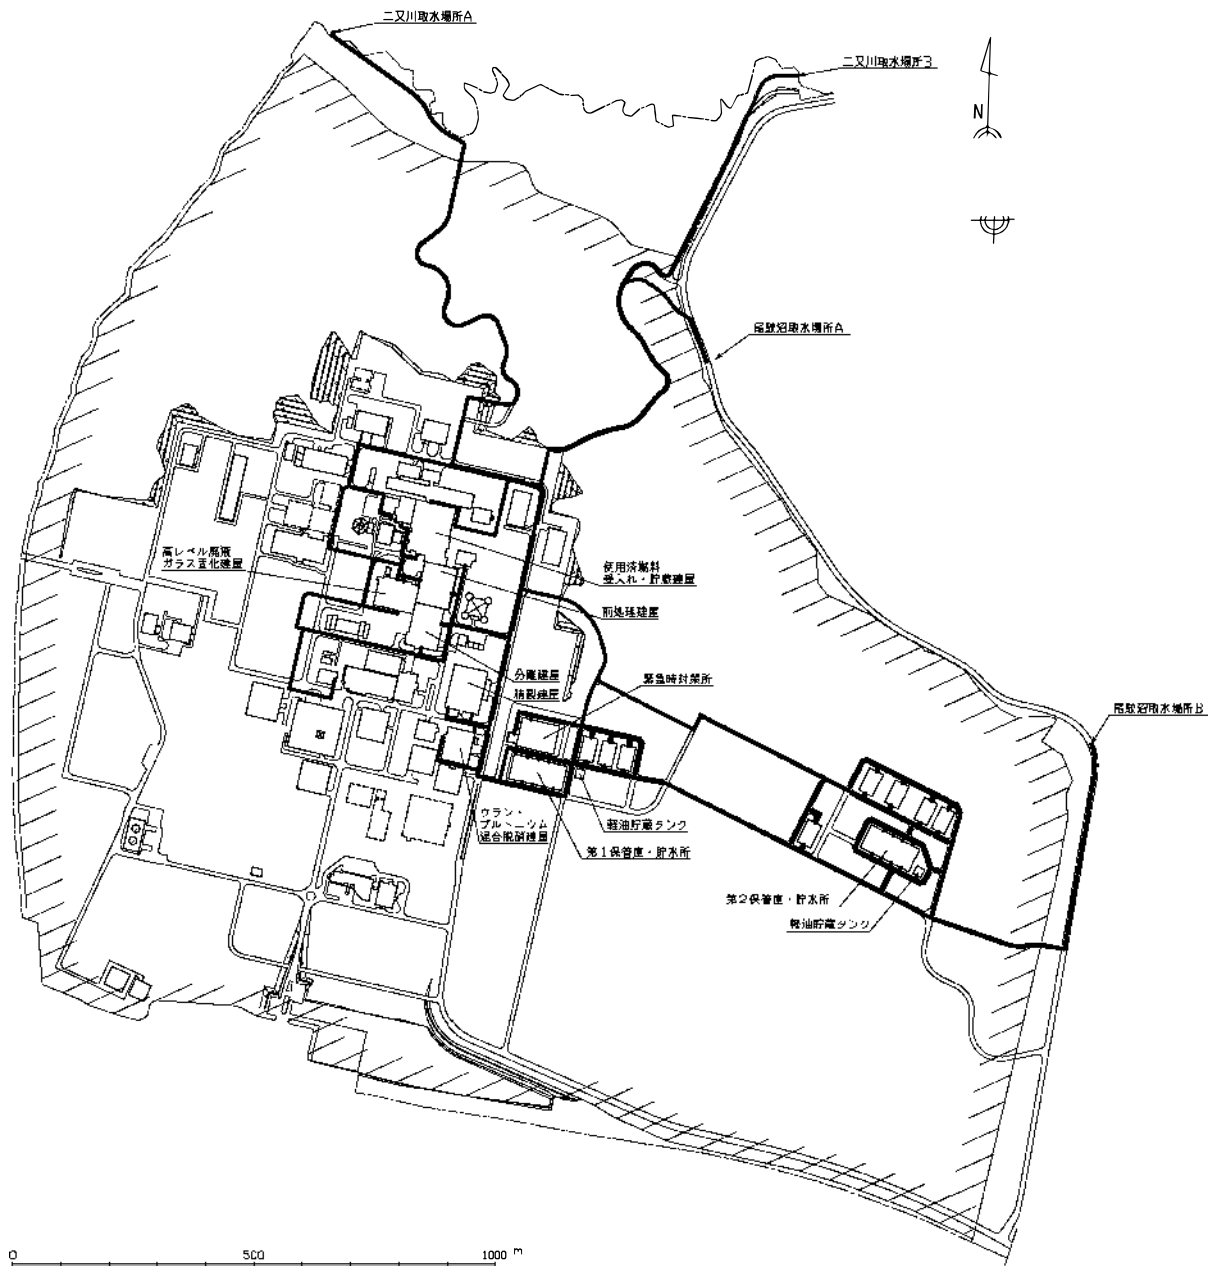 二又川取水場所A
二又川取水場所B
N
尾駮沼取水場所A
高レベル廃液
ガラス固化建屋
使用済燃料
受入れ・貯蔵建屋
前処理建屋
分離建屋
精製建屋
緊急時対策所
尾駮沼取水場所B
ウラン・
プルトニウム
混合脱硝建屋
軽油貯蔵タンク
第1保管庫・貯水所
第2保管庫・貯水所
軽油貯蔵タンク
0 500 1000 m